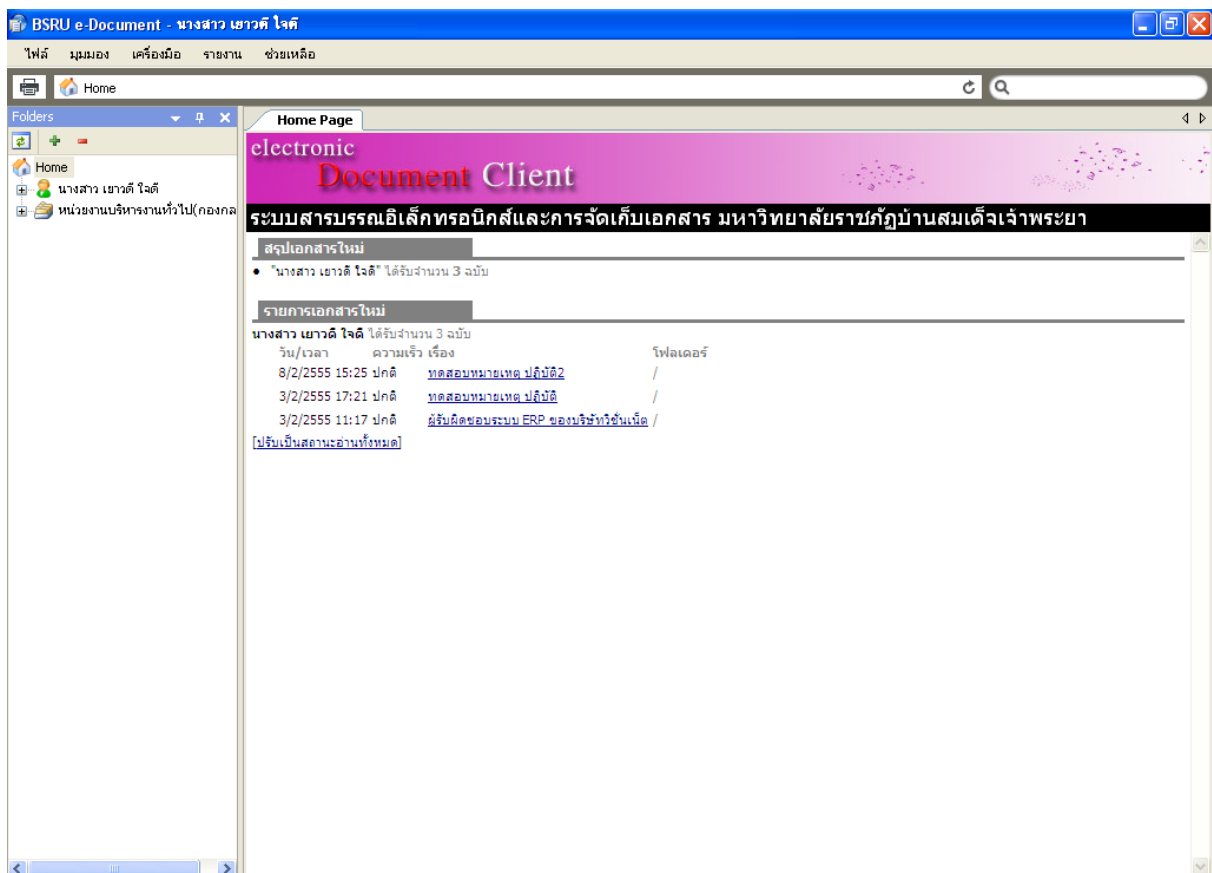 BSRU e-Document - นางสาว เยาวดี ใจดี
ไฟล์ มุมมอง เครื่องมือ รายงาน ช่วยเหลือ
Home
Folders
Home Page
Home
นางสาว เยาวดี ใจดี
หน่วยงานบริหารงานทั่วไป(กองกล
electronic
Document Client
ระบบสารบรรณอิเล็กทรอนิกส์และการจัดเก็บเอกสาร มหาวิทยาลัยราชภัฏบ้านสมเด็จเจ้าพระยา
สรุปเอกสารใหม่
● "นางสาว เยาวดี ใจดี" ได้รับจำนวน 3 ฉบับ
รายการเอกสารใหม่
นางสาว เยาวดี ใจดี ได้รับจำนวน 3 ฉบับ
วัน/เวลา ความเร็ว เรื่อง โฟลเดอร์
8/2/2555 15:25 ปกติ ทดสอบหมายเหตุ ปฏิบัติ2 /
3/2/2555 17:21 ปกติ ทดสอบหมายเหตุ ปฏิบัติ /
3/2/2555 11:17 ปกติ ผู้รับผิดชอบระบบ ERP ของบริษัทวิชั่นเน็ต /
[ปรับเป็นสถานะอ่านทั้งหมด]